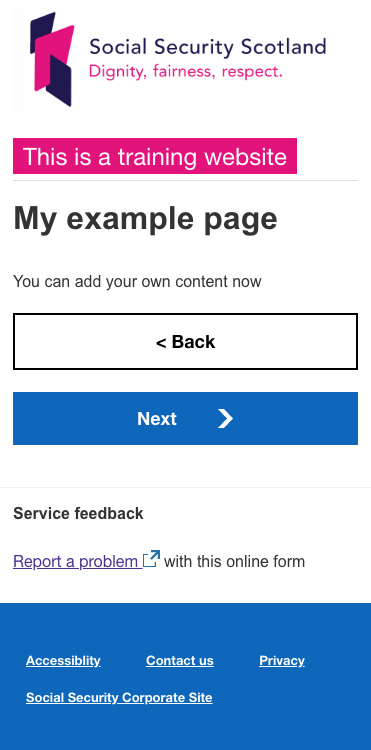 Social Security Scotland
Dignity, fairness, respect.
This is a training website
My example page
You can add your own content now
< Back
Next
Service feedback
Report a problem with this online form
Accessiblity Contact us Privacy
Social Security Corporate Site